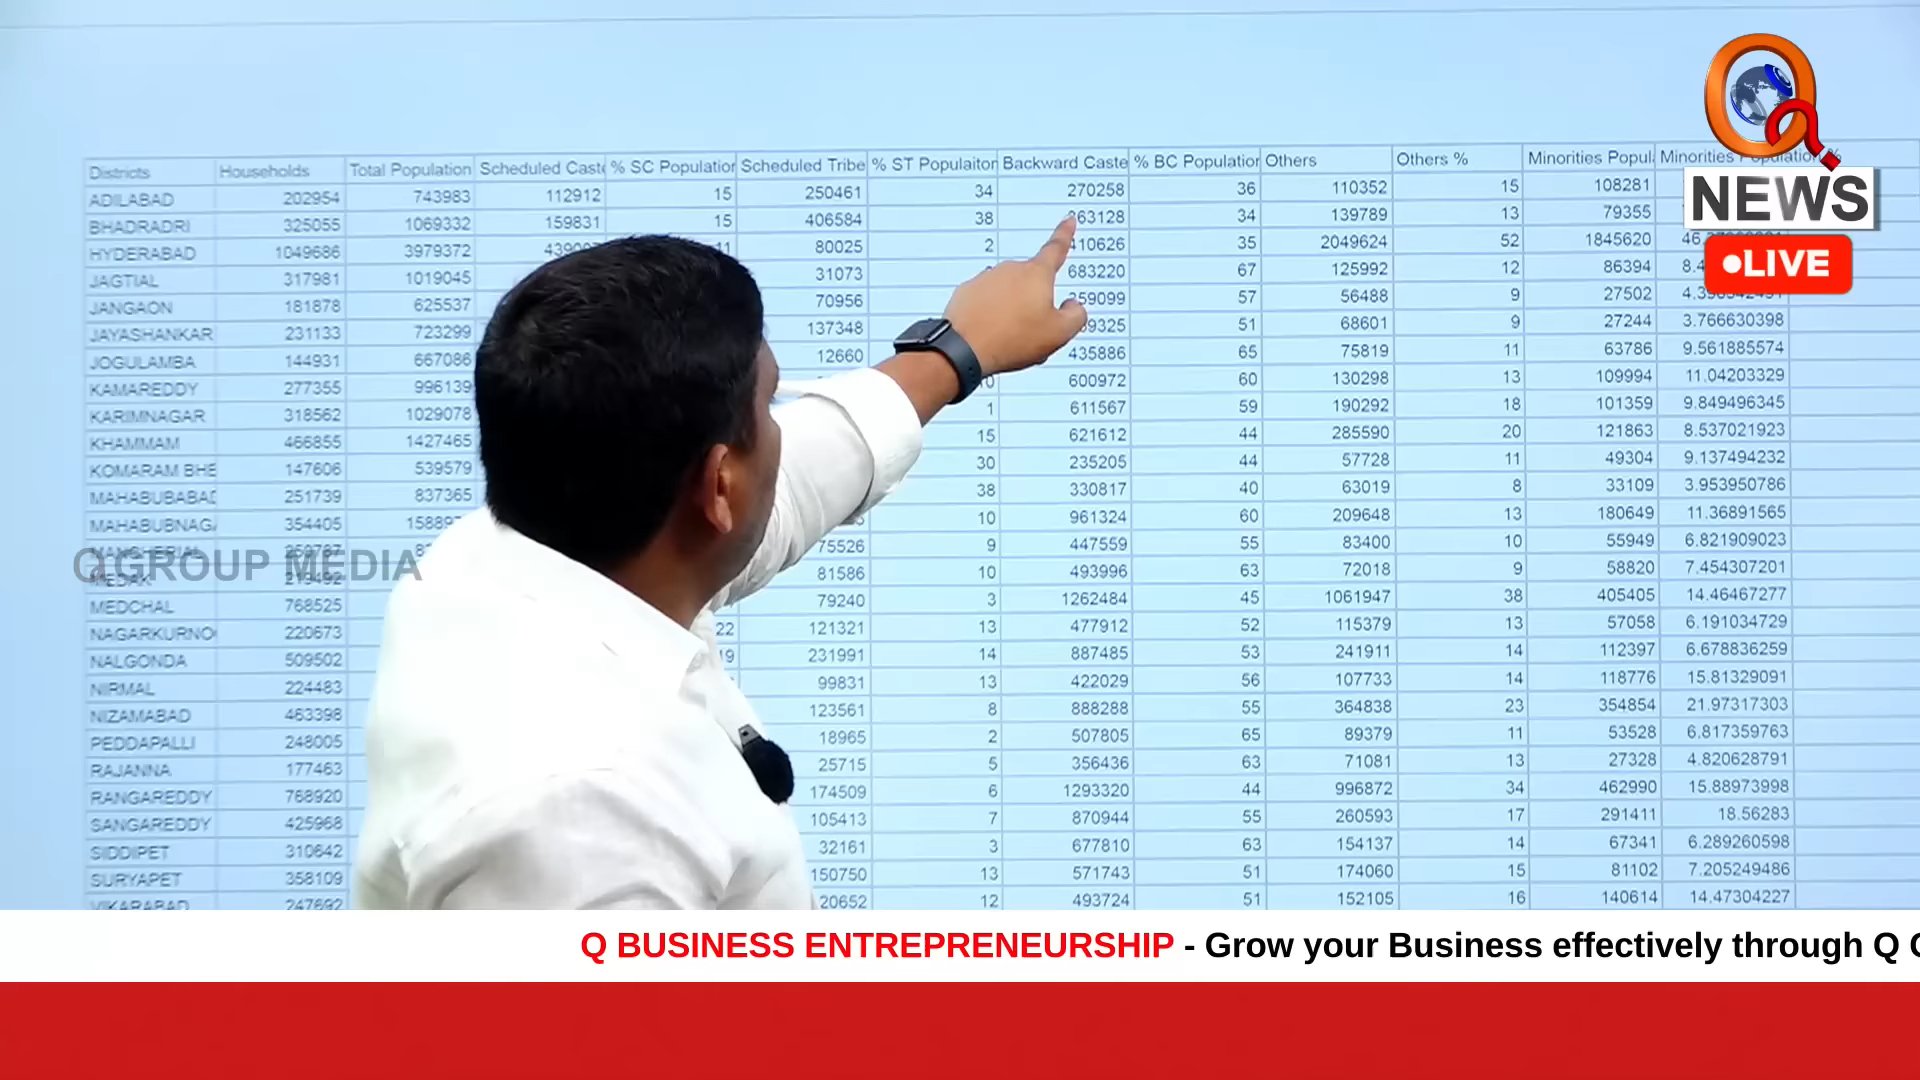 Q
NEWS
LIVE
Districts Households Total Population Scheduled Caste % SC Population Scheduled Tribe % ST Populaiton Backward Caste % BC Population Others Others % Minorities Popul Minorities Population %
ADILABAD 202954 743983 112912 15 250461 34 270258 36 110352 15 108281
BHADRADRI 325055 1069332 159831 15 406584 38 363128 34 139789 13 79355
HYDERABAD 1049686 3979372 11 80025 2 35 2049624 52 1845620
JAGTIAL 317981 1019045 31073 683220 67 125992 12 86394
JANGAON 181878 625537 70956 359099 57 56488 9 27502
JAYASHANKAR 231133 723299 137348 51 68601 9 27244 3.766630398
JOGULAMBA 144931 667086 12660 435886 65 75819 11 63786 9.561885574
KAMAREDDY 277355 996139 600972 60 130298 13 109994 11.04203329
KARIMNAGAR 318562 1029078 1 611567 59 190292 18 101359 9.849496345
KHAMMAM 466855 1427465 15 621612 44 285590 20 121863 8.537021923
KOMARAM BHE 147606 539579 30 235205 44 57728 11 49304 9.137494232
MAHABUBABAD 251739 837365 38 330817 40 63019 8 33109 3.953950786
MAHABUBNAGA 354405 10 961324 60 209648 13 180649 11.36891565
MANCHERIAL 75526 9 447559 55 83400 10 55949 6.821909023
MEDAK 81586 10 493996 63 72018 9 58820 7.454307201
Q GROUP MEDIA
MEDCHAL 768525 79240 3 1262484 45 1061947 38 405405 14.46467277
NAGARKURNO 220673 22 121321 13 477912 52 115379 13 57058 6.191034729
NALGONDA 509502 19 231991 14 887485 53 241911 14 112397 6.678836259
NIRMAL 224483 99831 13 422029 56 107733 14 118776 15.81329091
NIZAMABAD 463398 123561 8 888288 55 364838 23 354854 21.97317303
PEDDAPALLI 248005 18965 2 507805 65 89379 11 53528 6.817359763
RAJANNA 177463 25715 5 356436 63 71081 13 27328 4.820628791
RANGAREDDY 768920 174509 6 1293320 44 996872 34 462990 15.88973998
SANGAREDDY 425968 105413 7 870944 55 260593 17 291411 18.56283
SIDDIPET 310642 32161 3 677810 63 154137 14 67341 6.289260598
SURYAPET 358109 150750 13 571743 51 174060 15 81102 7.205249486
VIKARABAD 247692 20652 12 493724 51 152105 16 140614 14.47304227
Q BUSINESS ENTREPRENEURSHIP - Grow your Business effectively through Q